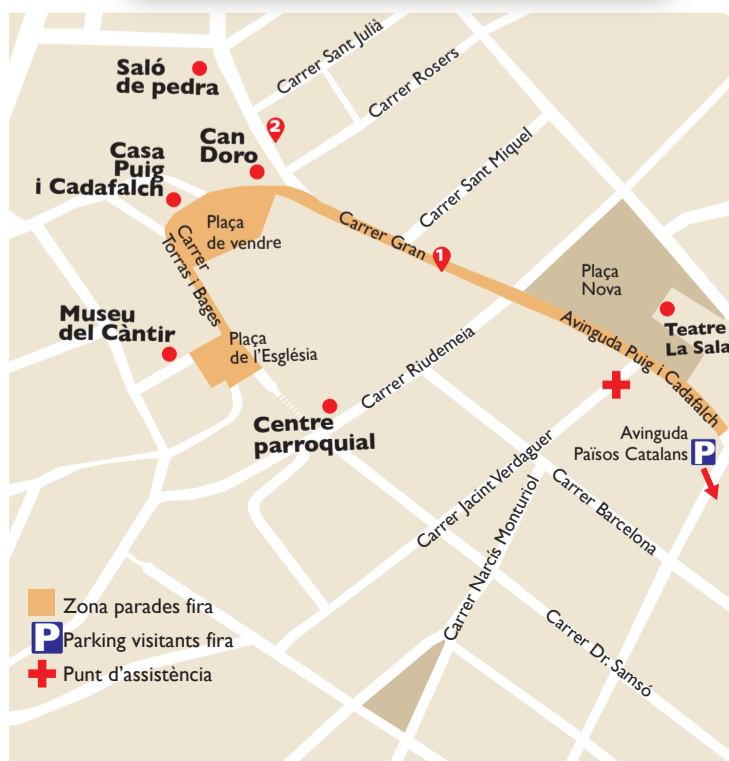 Carrer Sant Julià
Saló
de pedra
Carrer Rosers
2
Can
Doro
Casa
Puig
i Cadafalch
Carrer Sant Miquel
Plaça
de vendre
Carrer Gran
1
Carrer
Torras i Bages
Plaça
Nova
Museu
del Càntir
Plaça
de l'Església
Teatre
La Sala
Avinguda Puig i Cadafalch
Carrer Riudemeia
Centre
parroquial
Avinguda
Països Catalans
P
Carrer Jacint Verdaguer
Carrer Barcelona
Carrer Narcís Monturiol
Carrer Dr. Samsó
Zona parades fira
P Parking visitants fira
Punt d'assistència